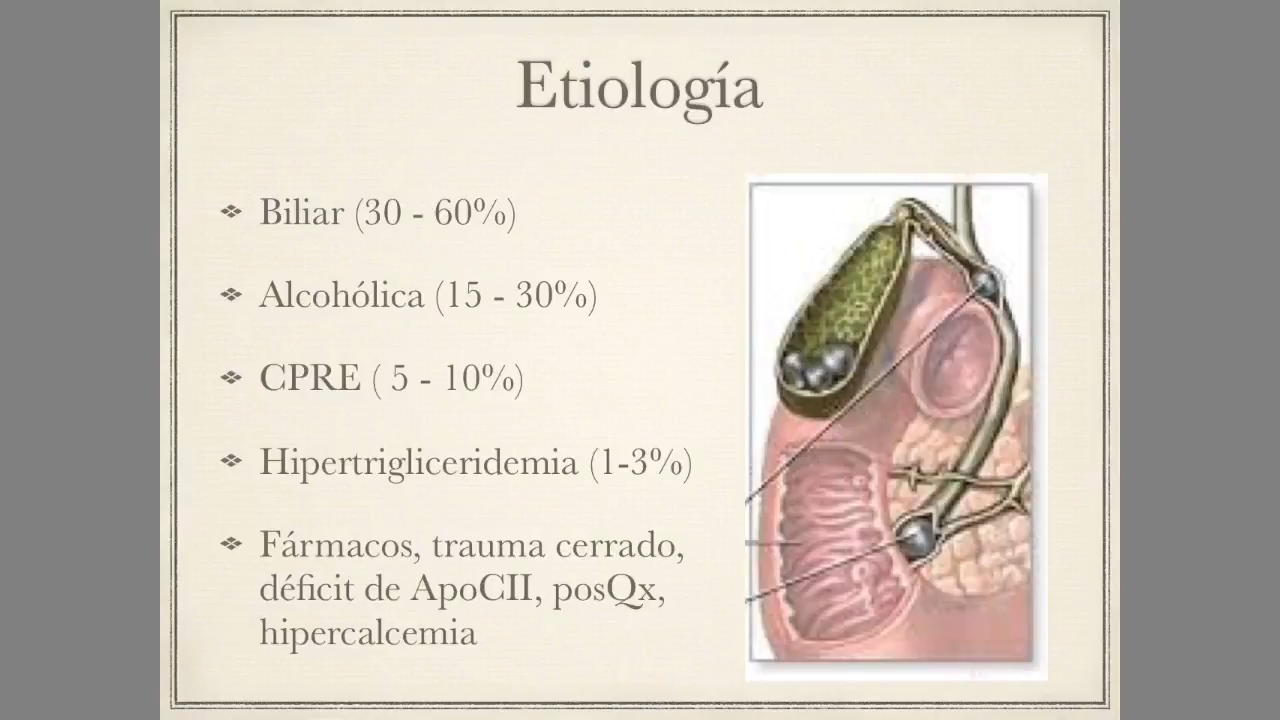 Etiología
Biliar (30 - 60%)
Alcohólica (15 - 30%)
CPRE ( 5 - 10%)
Hipertrigliceridemia (1-3%)
Fármacos, trauma cerrado,
déficit de ApoCII, posQx,
hipercalcemia